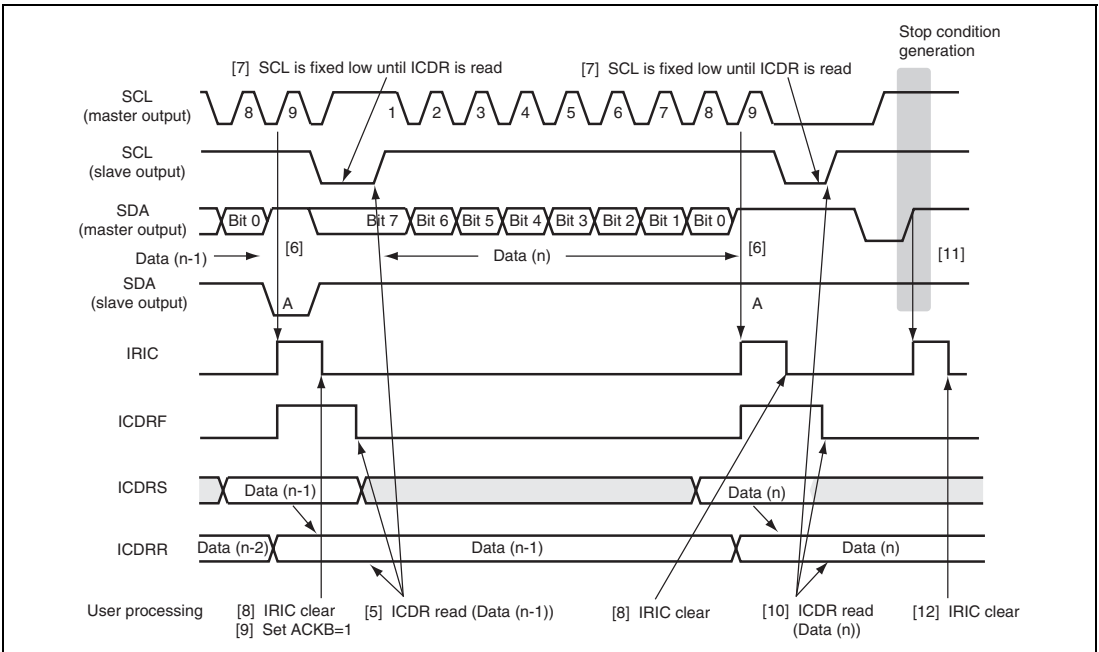 Stop condition
generation
[7] SCL is fixed low until ICDR is read
[7] SCL is fixed low until ICDR is read
SCL
(master output)
8 9 1 2 3 4 5 6 7 8 9
SCL
(slave output)
SDA
(master output)
Bit 0 Bit 7 Bit 6 Bit 5 Bit 4 Bit 3 Bit 2 Bit 1 Bit 0
Data (n-1) [6] Data (n) [6] [11]
SDA
(slave output)
A A
IRIC
ICDRF
ICDRS
Data (n-1) Data (n)
ICDRR
Data (n-2) Data (n-1) Data (n)
User processing
[8] IRIC clear
[9] Set ACKB=1
[5] ICDR read (Data (n-1))
[8] IRIC clear
[10] ICDR read
(Data (n))
[12] IRIC clear